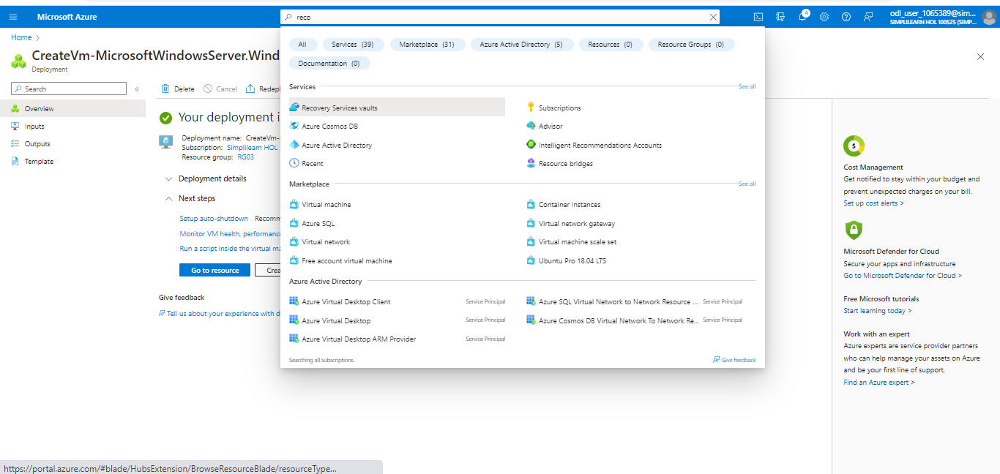 Microsoft Azure
reco
4
odl_user_1065389@sim...
SIMPLILEARN HOL 100525 (SIMP...
Home >
CreateVm-MicrosoftWindowsServer.Wind
Deployment
Search «
Overview
Inputs
Outputs
Template
Delete Cancel Redepl
Your deployment i
Deployment name: CreateVm-
Subscription: Simplilearn HOL
Resource group: RG03
Deployment details
Next steps
Setup auto-shutdown Recomm
Monitor VM health, performance
Run a script inside the virtual ma
Go to resource Crea
Give feedback
Tell us about your experience with d
All Services (39) Marketplace (31) Azure Active Directory (5) Resources (0) Resource Groups (0)
Documentation (0)
Services See all
Recovery Services vaults Subscriptions
Azure Cosmos DB Advisor
Azure Active Directory Intelligent Recommendations Accounts
Recent Resource bridges
Marketplace See all
Virtual machine Container Instances
Azure SQL Virtual network gateway
Virtual network Virtual machine scale set
Free account virtual machine Ubuntu Pro 18.04 LTS
Azure Active Directory
Azure Virtual Desktop Client Service Principal Azure SQL Virtual Network to Network Resource ... Service Principal
Azure Virtual Desktop Service Principal Azure Cosmos DB Virtual Network To Network Re... Service Principal
Azure Virtual Desktop ARM Provider Service Principal
Searching all subscriptions. Give feedback
$
Cost Management
Get notified to stay within your budget and
prevent unexpected charges on your bill.
Set up cost alerts >
Microsoft Defender for Cloud
Secure your apps and infrastructure
Go to Microsoft Defender for Cloud >
Free Microsoft tutorials
Start learning today >
Work with an expert
Azure experts are service provider partners
who can help manage your assets on Azure
and be your first line of support.
Find an Azure expert >
https://portal.azure.com/#blade/HubsExtension/BrowseResourceBlade/resourceType...